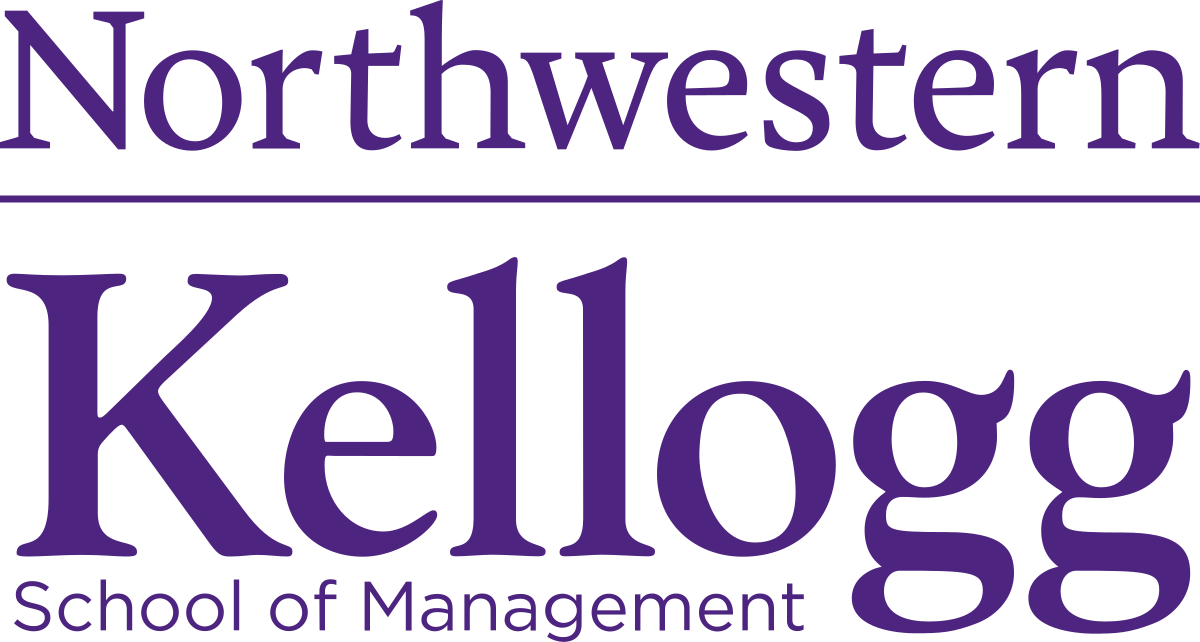 Northwestern
Kellogg
School of Management